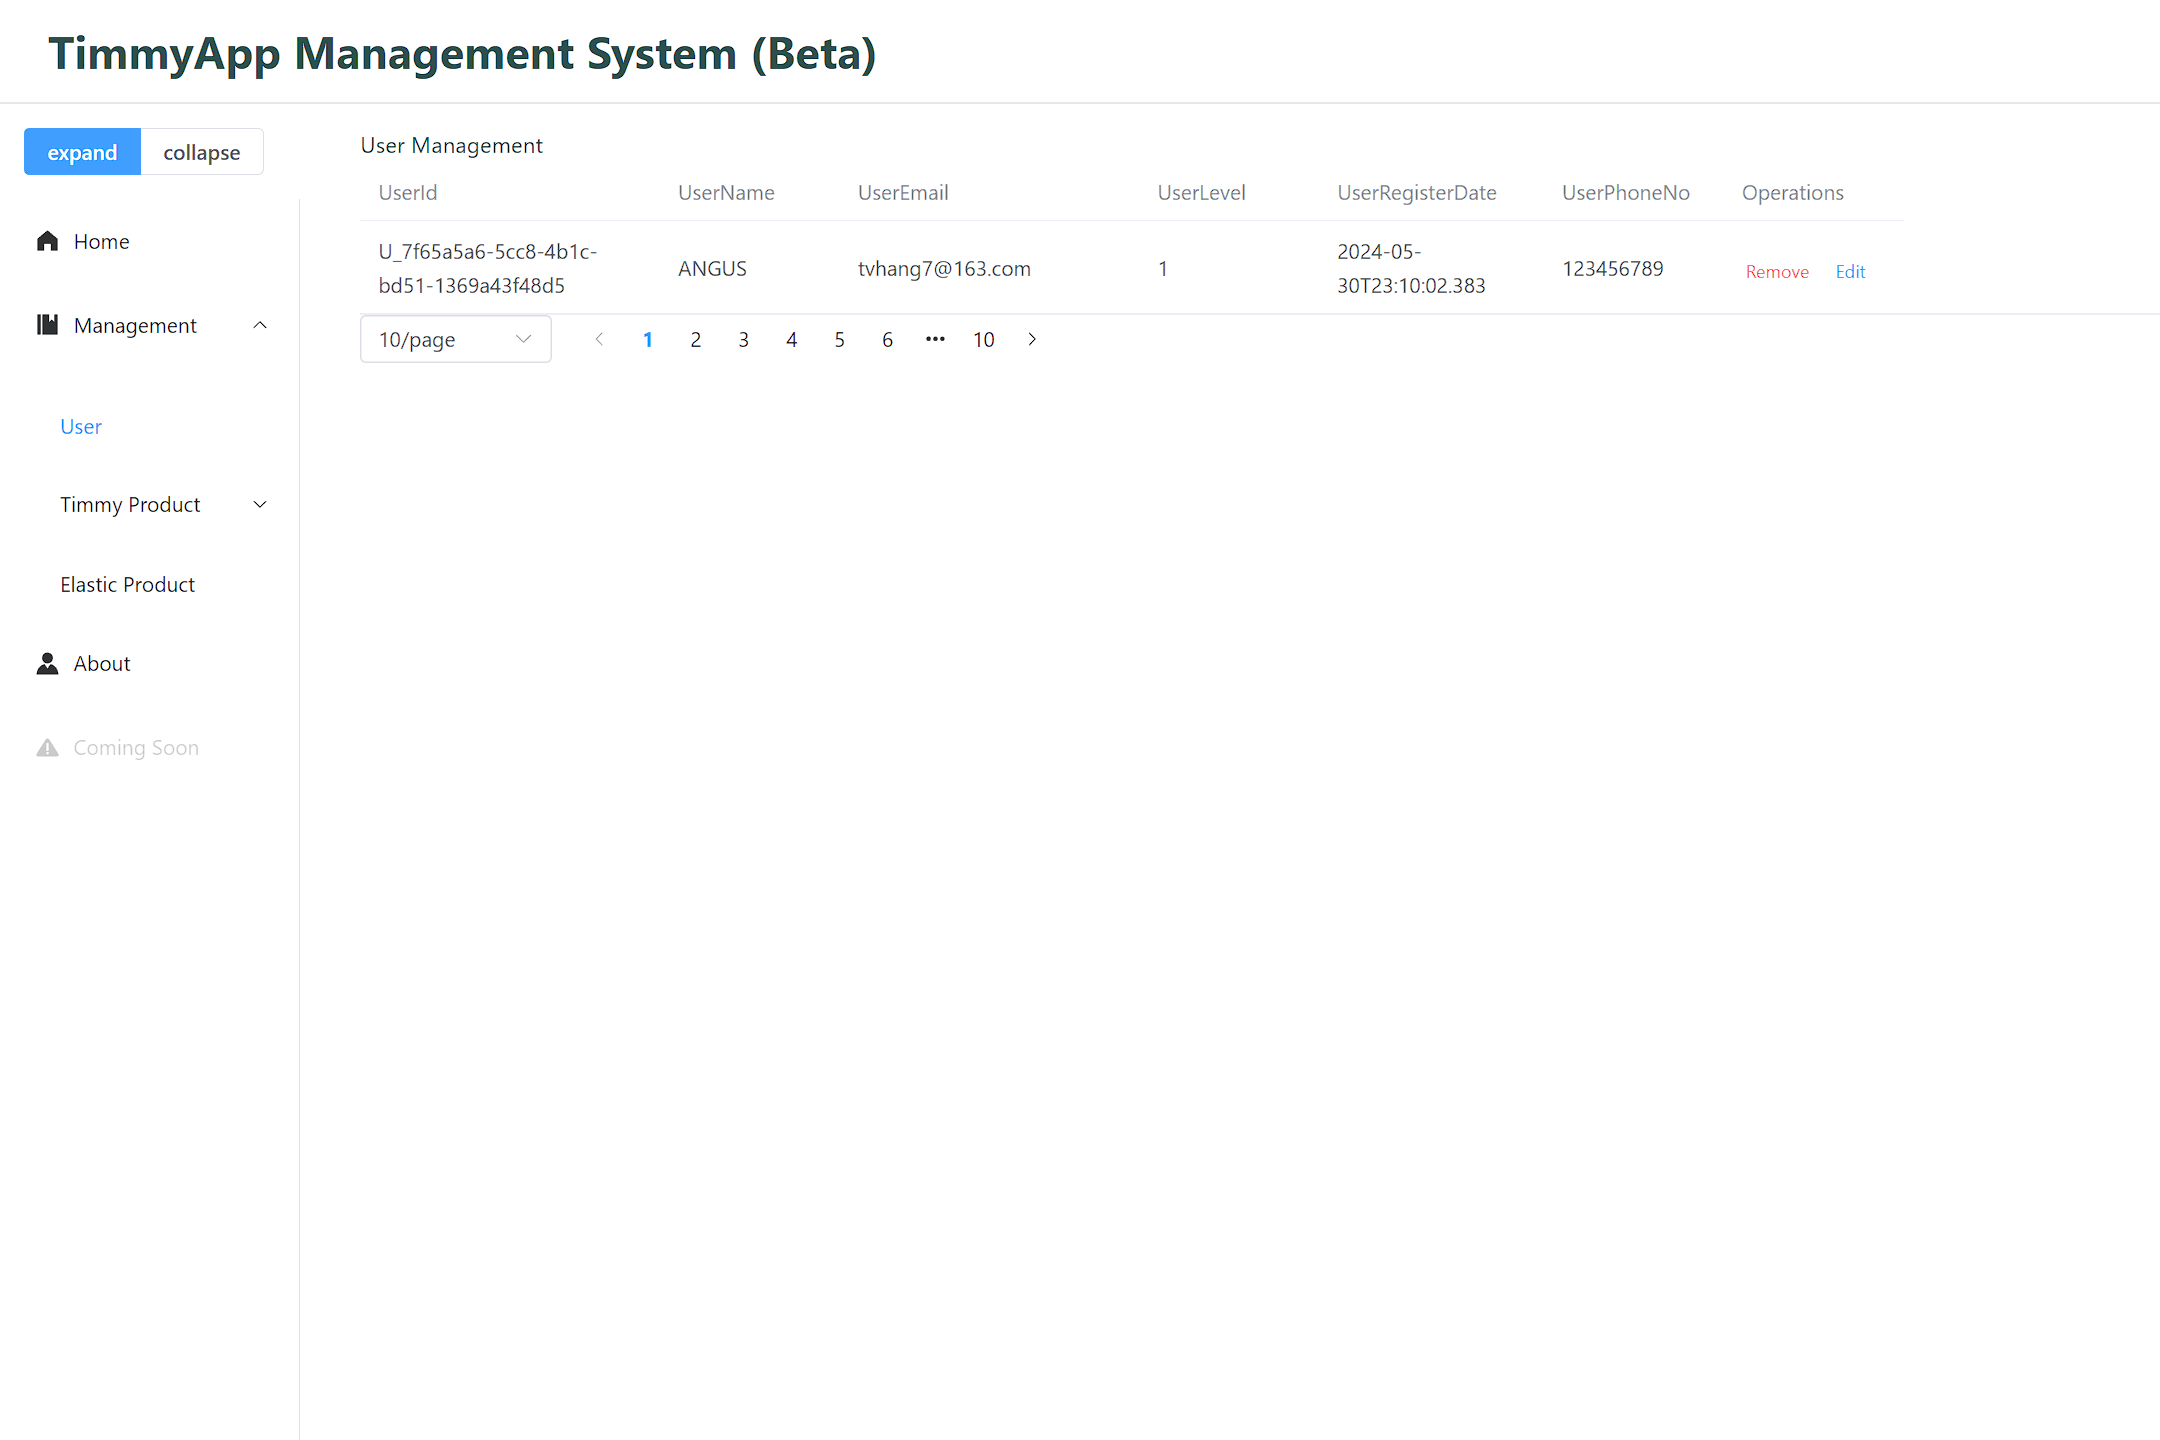 TimmyApp Management System (Beta)
expand
collapse
Home
Management
User
Timmy Product
Elastic Product
About
Coming Soon
User Management
UserId UserName UserEmail UserLevel UserRegisterDate UserPhoneNo Operations
U_7f65a5a6-5cc8-4b1c-
bd51-1369a43f48d5
ANGUS
tvhang7@163.com
1
2024-05-
30T23:10:02.383
123456789
Remove Edit
10/page
1 2 3 4 5 6 ••• 10